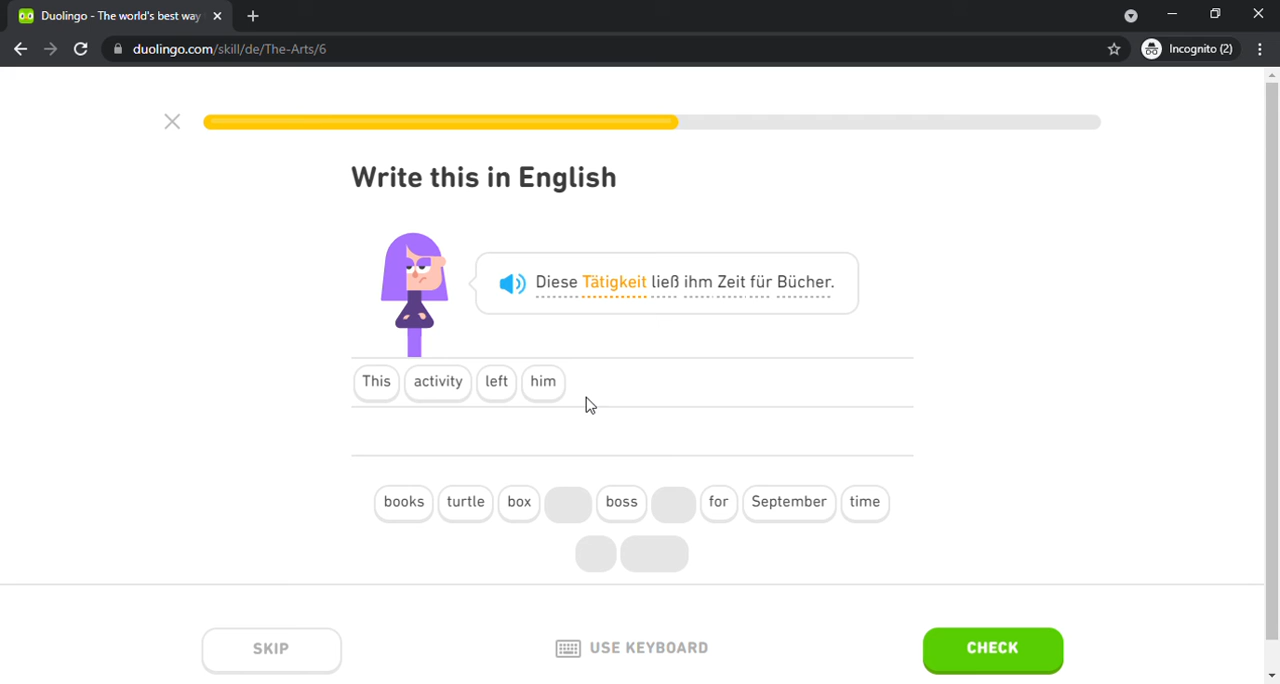 Duolingo - The world's best way
duolingo.com/skill/de/The-Arts/6
Incognito (2)
Write this in English
Diese Tätigkeit ließ ihm Zeit für Bücher.
This activity left him
books turtle box boss for September time
SKIP USE KEYBOARD CHECK